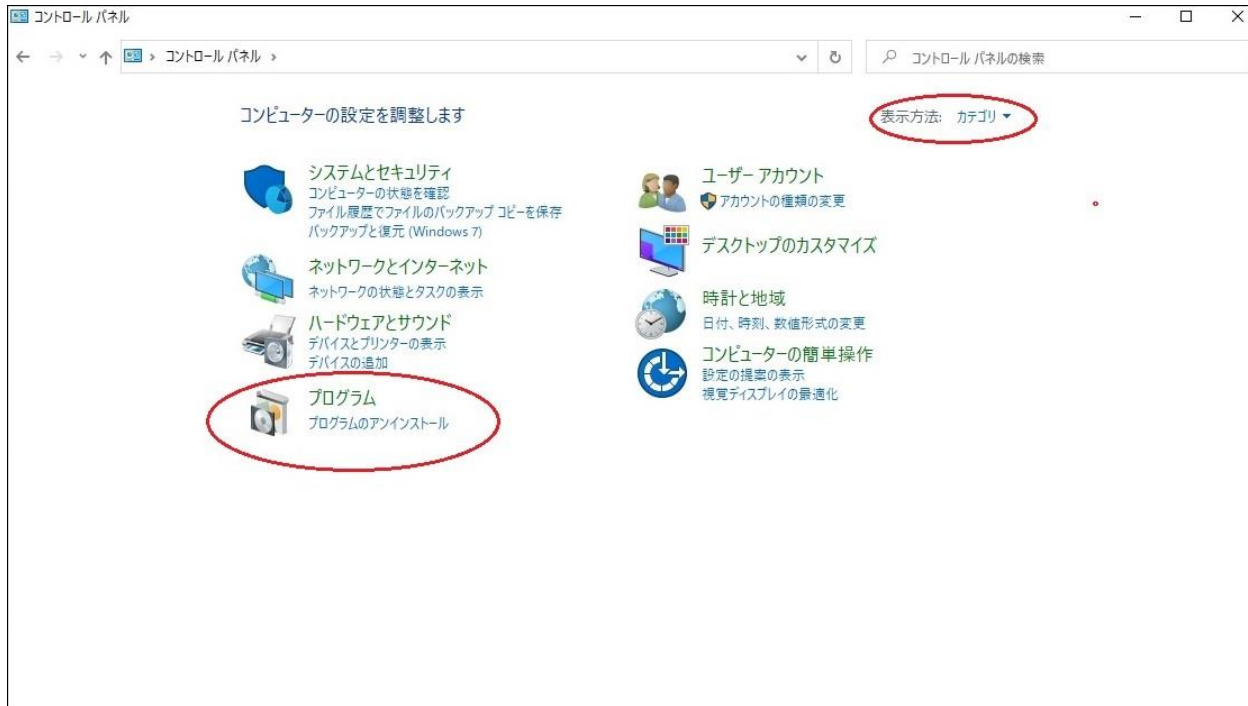 コントロール パネル
コントロール パネル
コントロール パネルの検索
コンピューターの設定を調整します
表示方法: カテゴリ
システムとセキュリティ
コンピューターの状態を確認
ファイル履歴でファイルのバックアップ コピーを保存
バックアップと復元 (Windows 7)
ネットワークとインターネット
ネットワークの状態とタスクの表示
ハードウェアとサウンド
デバイスとプリンターの表示
デバイスの追加
プログラム
プログラムのアンインストール
ユーザー アカウント
アカウントの種類の変更
デスクトップのカスタマイズ
時計と地域
日付、時刻、数値形式の変更
コンピューターの簡単操作
設定の提案の表示
視覚ディスプレイの最適化